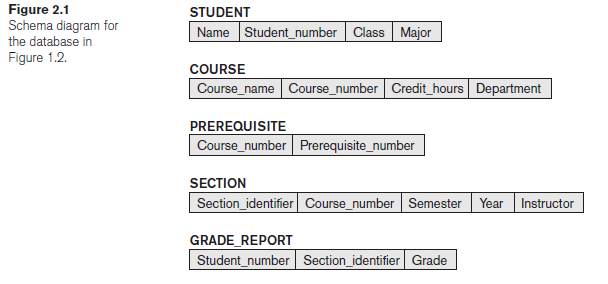 Figure 2.1
Schema diagram for
the database in
Figure 1.2.
STUDENT
Name Student_number Class Major
COURSE
Course_name Course_number Credit_hours Department
PREREQUISITE
Course_number Prerequisite_number
SECTION
Section_identifier Course_number Semester Year Instructor
GRADE_REPORT
Student_number Section_identifier Grade